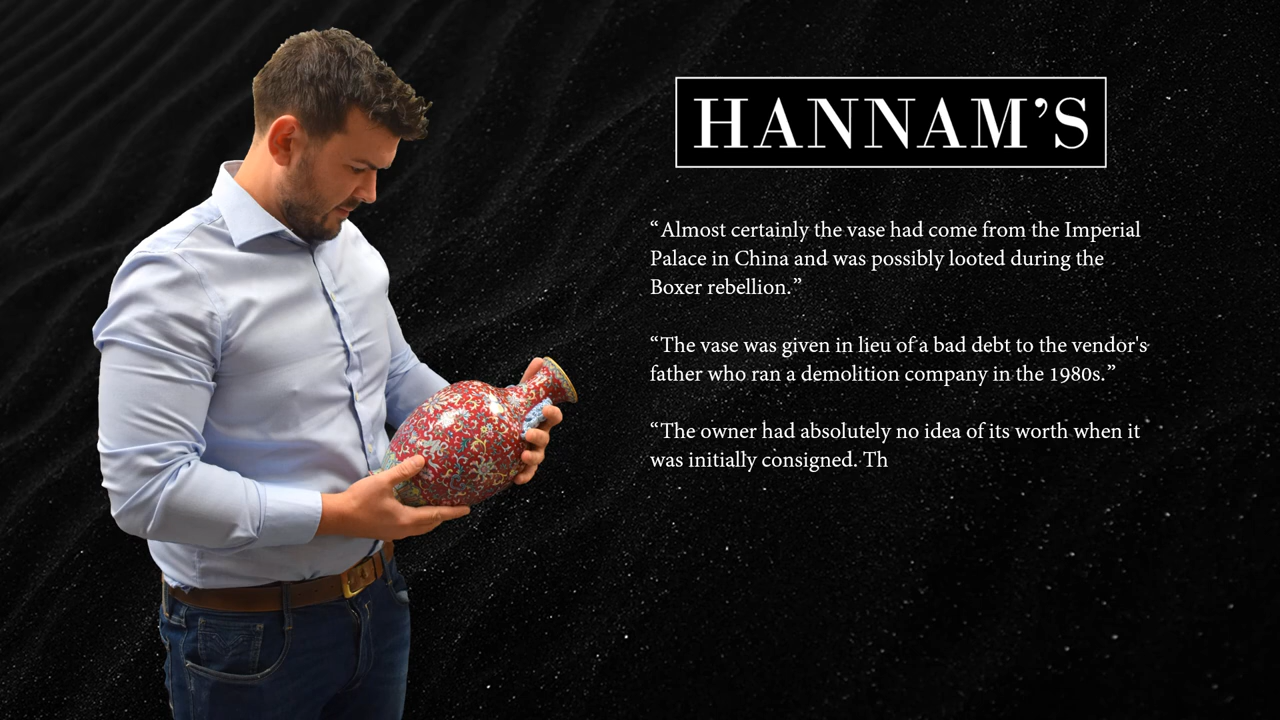 HANNAM'S
“Almost certainly the vase had come from the Imperial
Palace in China and was possibly looted during the
Boxer rebellion.”
“The vase was given in lieu of a bad debt to the vendor's
father who ran a demolition company in the 1980s.”
“The owner had absolutely no idea of its worth when it
was initially consigned. Th